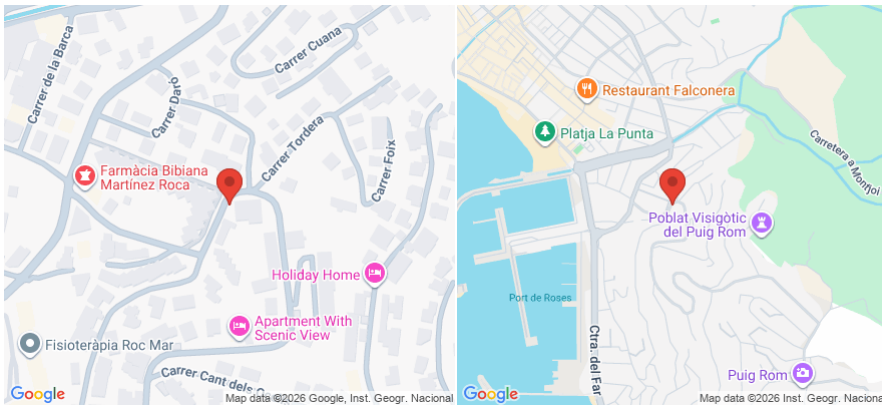 Carrer de la Barca
Carrer Daró
Carrer Cuana
Carrer Tordera
Carrer Foix
Farmàcia Bibiana
Martínez Roca
Holiday Home
Apartment With
Scenic View
Fisioteràpia Roc Mar
Carrer Cant dels
Google
Map data ©2026 Google, Inst. Geogr. Nacional
Restaurant Falconera
Platja La Punta
Carretera a Montjoi
Poblat Visigòtic
del Puig Rom
Port de Roses
Ctra. del Far
Puig Rom
Google
Map data ©2026 Google, Inst. Geogr. Naciona